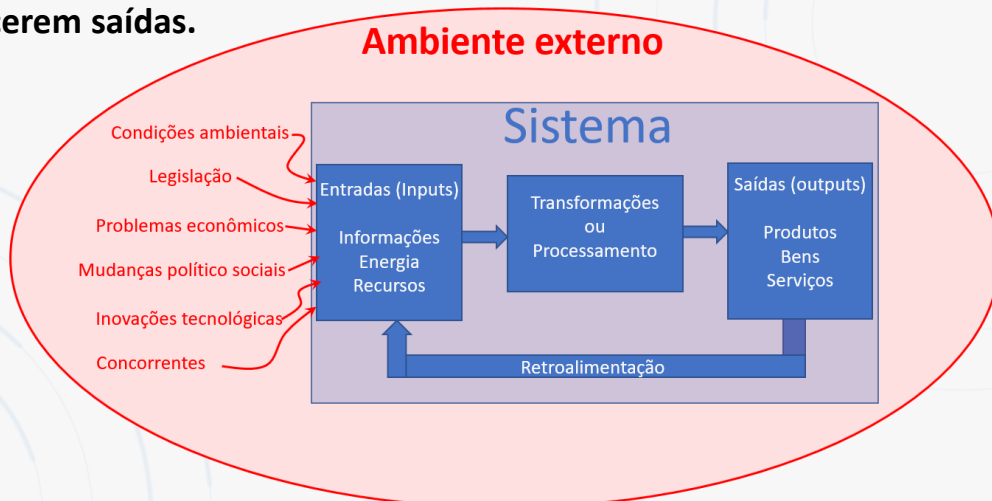 saídas.
Ambiente externo
Sistema
Condições ambientais
Legislação
Problemas econômicos
Mudanças político sociais
Inovações tecnológicas
Concorrentes
Entradas (Inputs)
Informações
Energia
Recursos
Transformações
ou
Processamento
Saídas (outputs)
Produtos
Bens
Serviços
Retroalimentação